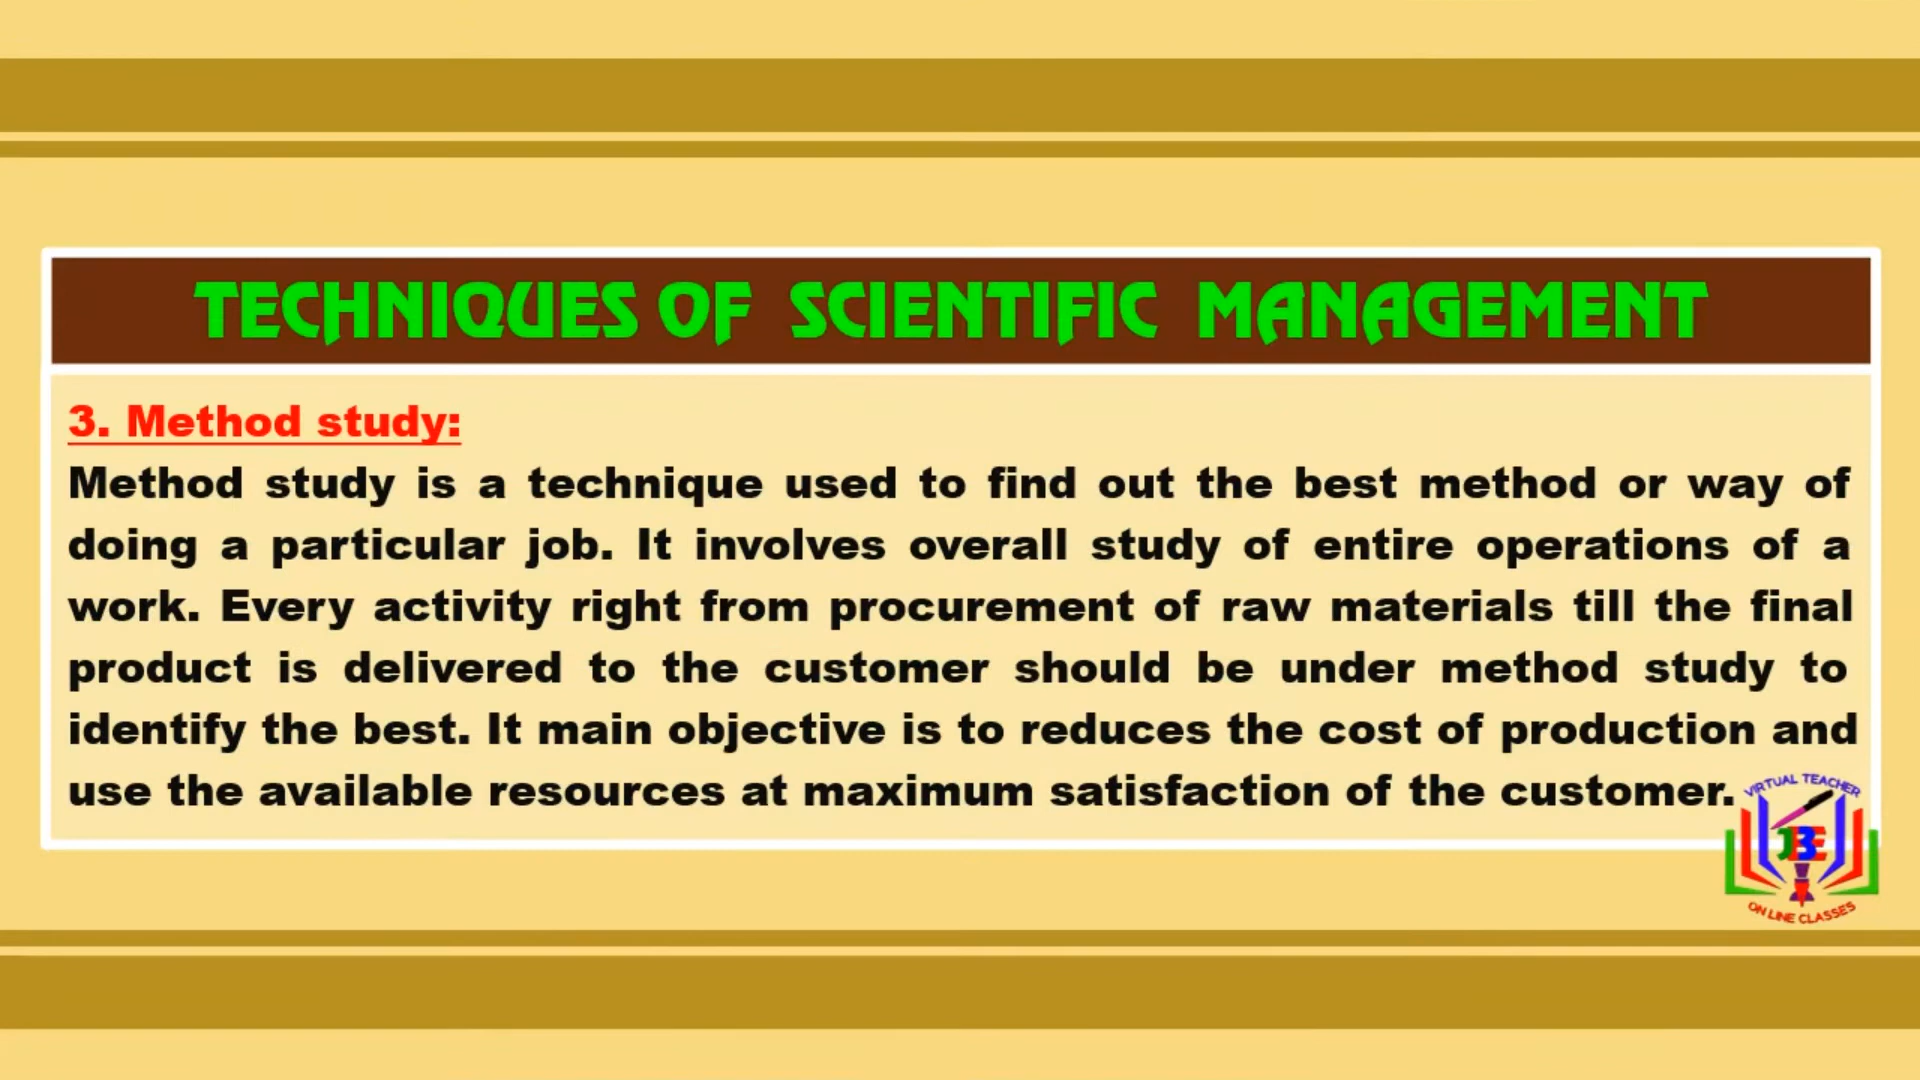 TECHNIQUES OF SCIENTIFIC MANAGEMENT
3. Method study:
Method study is a technique used to find out the best method or way of
doing a particular job. It involves overall study of entire operations of a
work. Every activity right from procurement of raw materials till the final
product is delivered to the customer should be under method study to
identify the best. It main objective is to reduces the cost of production and
use the available resources at maximum satisfaction of the customer.
VIRTUAL TEACHER
JBE
ON LINE CLASSES